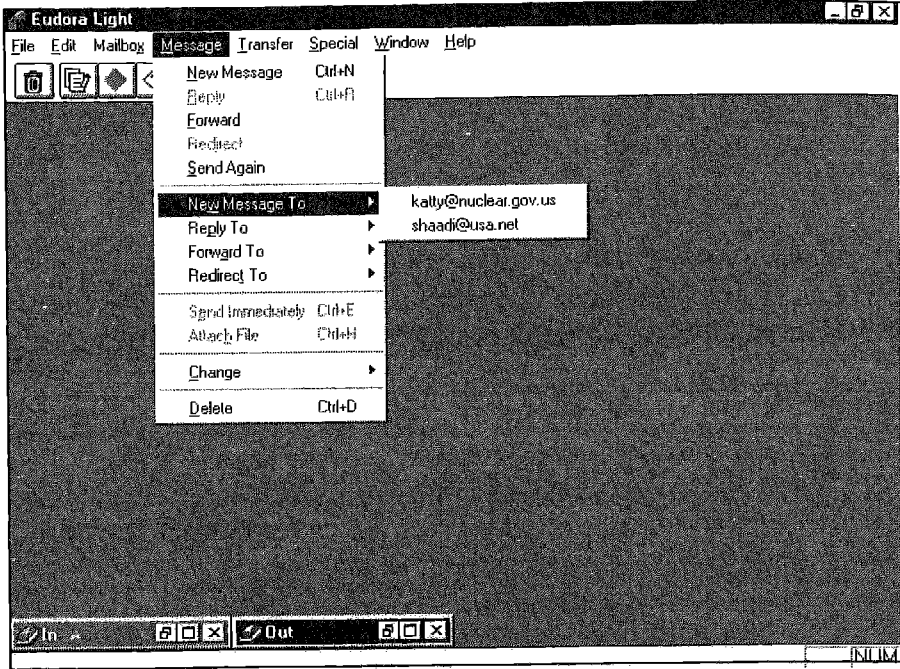 Eudora Light
File Edit Mailbox Message Transfer Special Window Help
New Message Ctrl+N
Reply Ctrl+R
Forward
Redirect
Send Again
New Message To
katty@nuclear.gov.us
shaadi@usa.net
Reply To
Forward To
Redirect To
Send Immediately Ctrl+E
Attach File Ctrl+H
Change
Delete Ctrl+D
In
Out
NUM